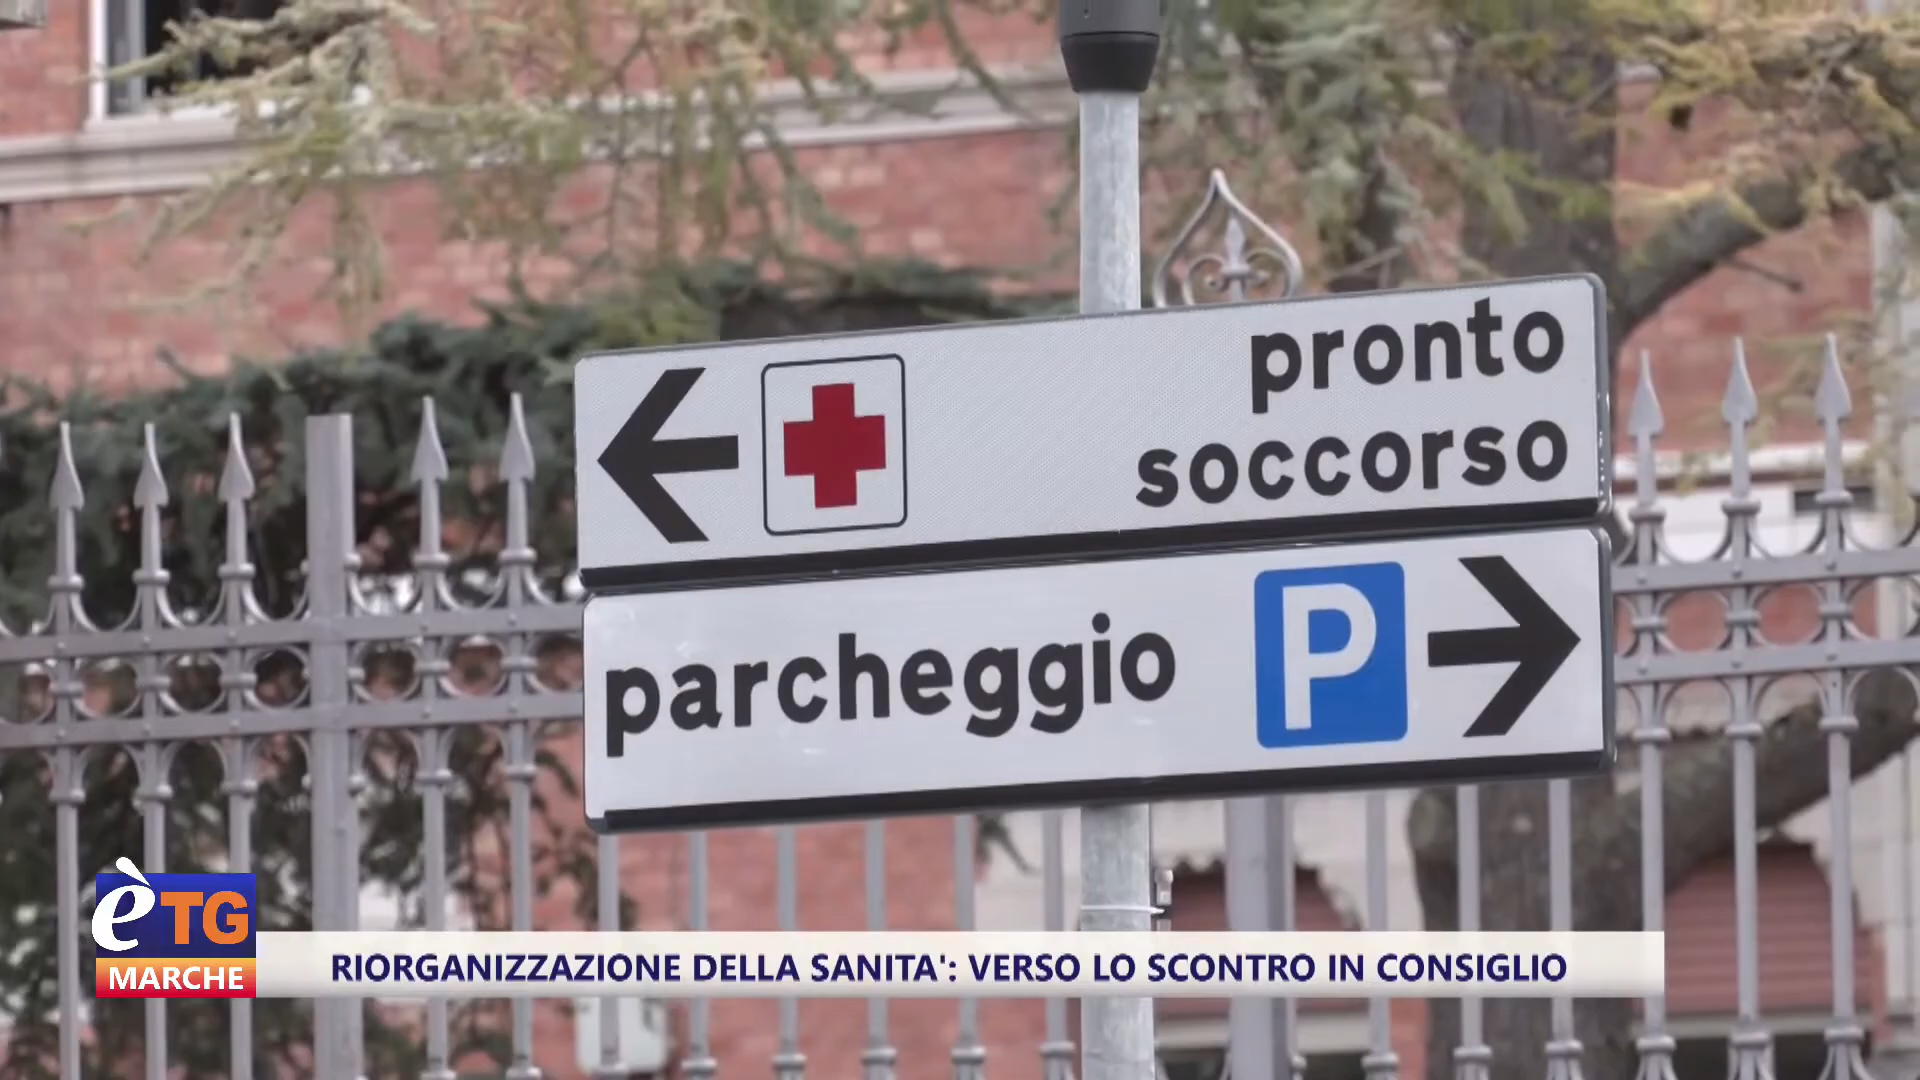 pronto
soccorso
parcheggio P
èTG
MARCHE
RIORGANIZZAZIONE DELLA SANITA': VERSO LO SCONTRO IN CONSIGLIO